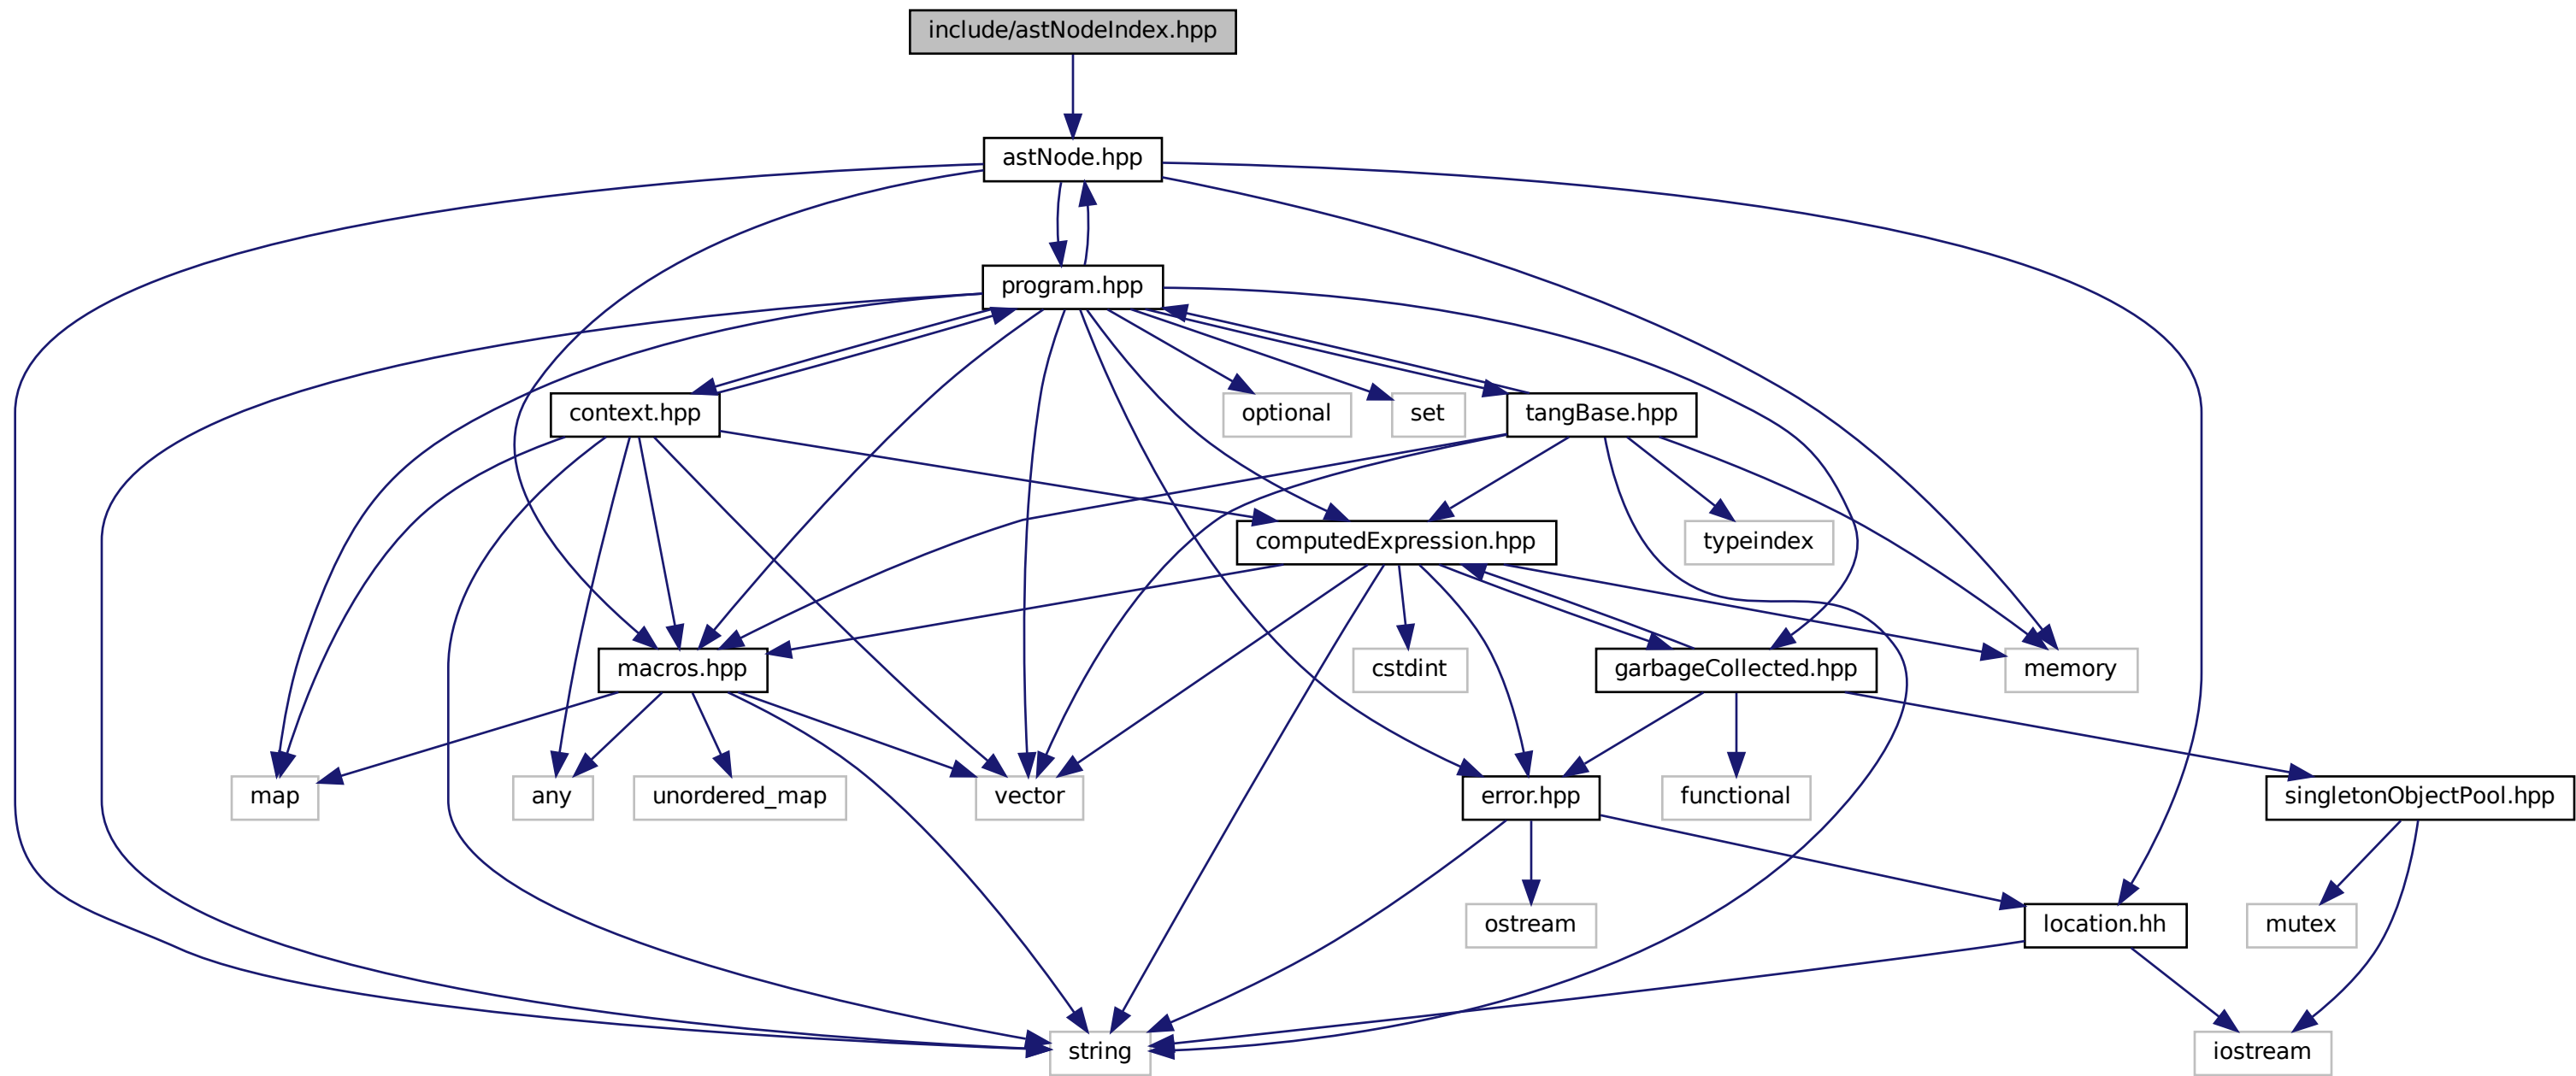 include/astNodeIndex.hpp
astNode.hpp
program.hpp
context.hpp
optional
set
tangBase.hpp
computedExpression.hpp
typeindex
macros.hpp
cstdint
garbageCollected.hpp
memory
map
any
unordered_map
vector
error.hpp
functional
singletonObjectPool.hpp
ostream
location.hh
mutex
string
iostream